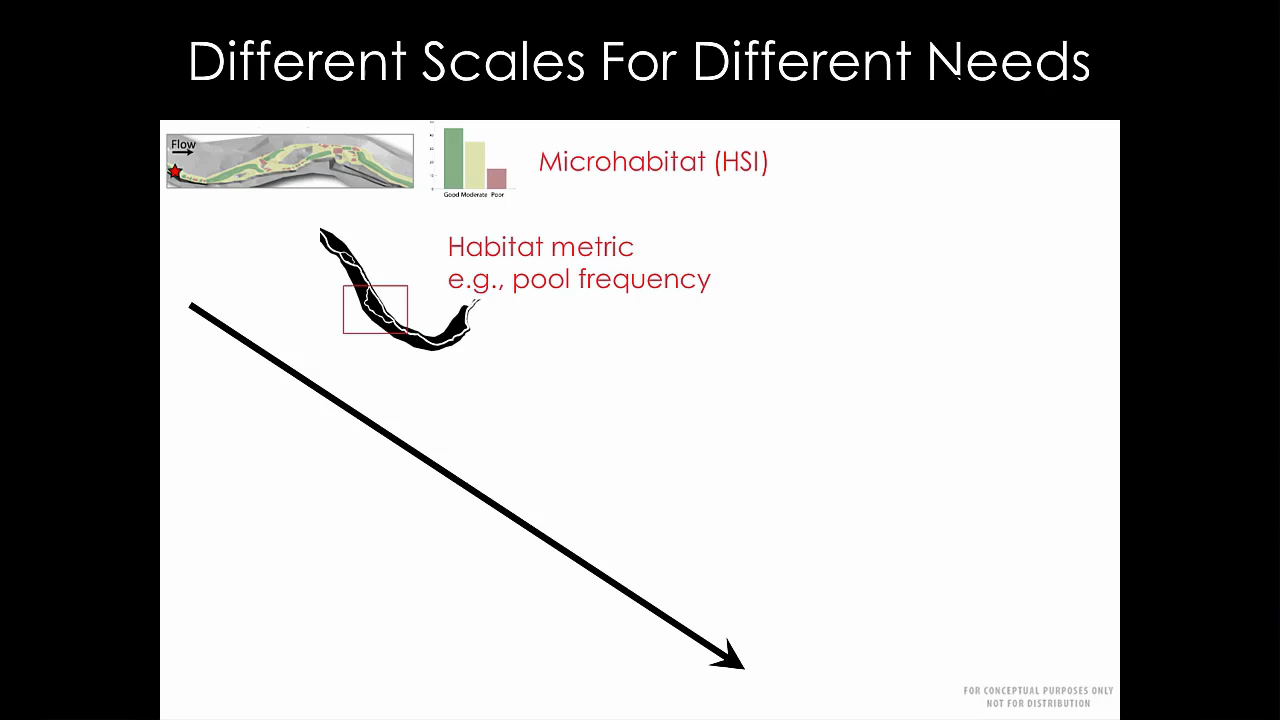 Different Scales For Different Needs
Flow
Good Moderate Poor
Microhabitat (HSI)
Habitat metric
e.g., pool frequency
FOR CONCEPTUAL PURPOSES ONLY
NOT FOR DISTRIBUTION